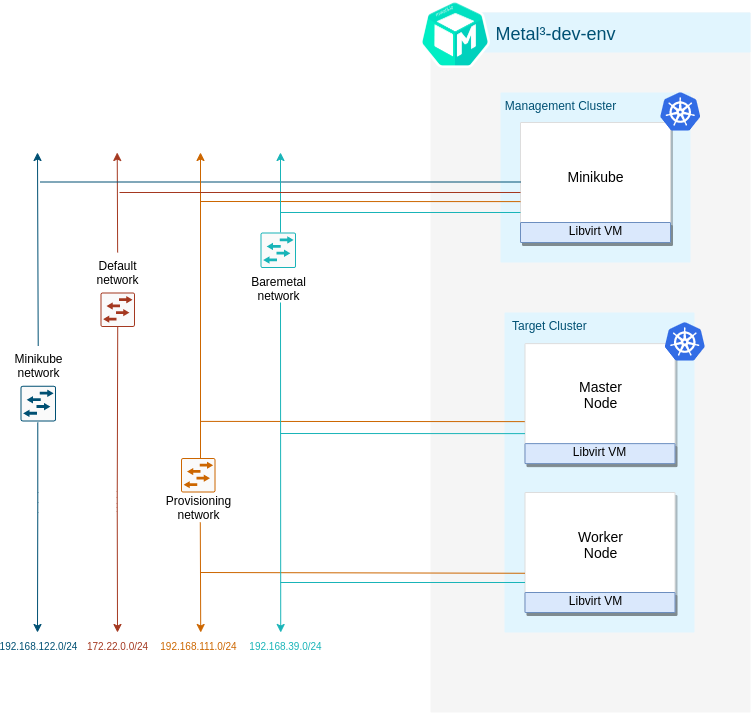 Metal³-dev-env
Management Cluster
Minikube
Libvirt VM
Default
network
Baremetal
network
Minikube
network
Target Cluster
Master
Node
Libvirt VM
Provisioning
network
Worker
Node
Libvirt VM
192.168.122.0/24
172.22.0.0/24
192.168.111.0/24
192.168.39.0/24